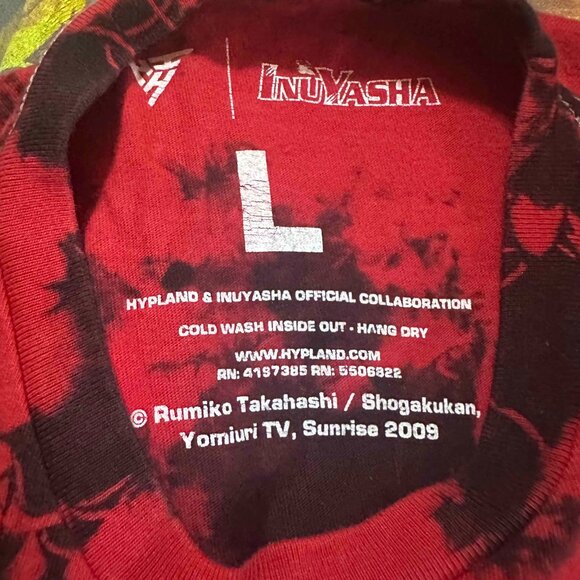 INUYASHA
L
HYPLAND & INUYASHA OFFICIAL COLLABORATION
COLD WASH INSIDE OUT - HANG DRY
WWW.HYPLAND.COM
RN: 4197385 RN: 5506822
© Rumiko Takahashi / Shogakukan,
Yomiuri TV, Sunrise 2009